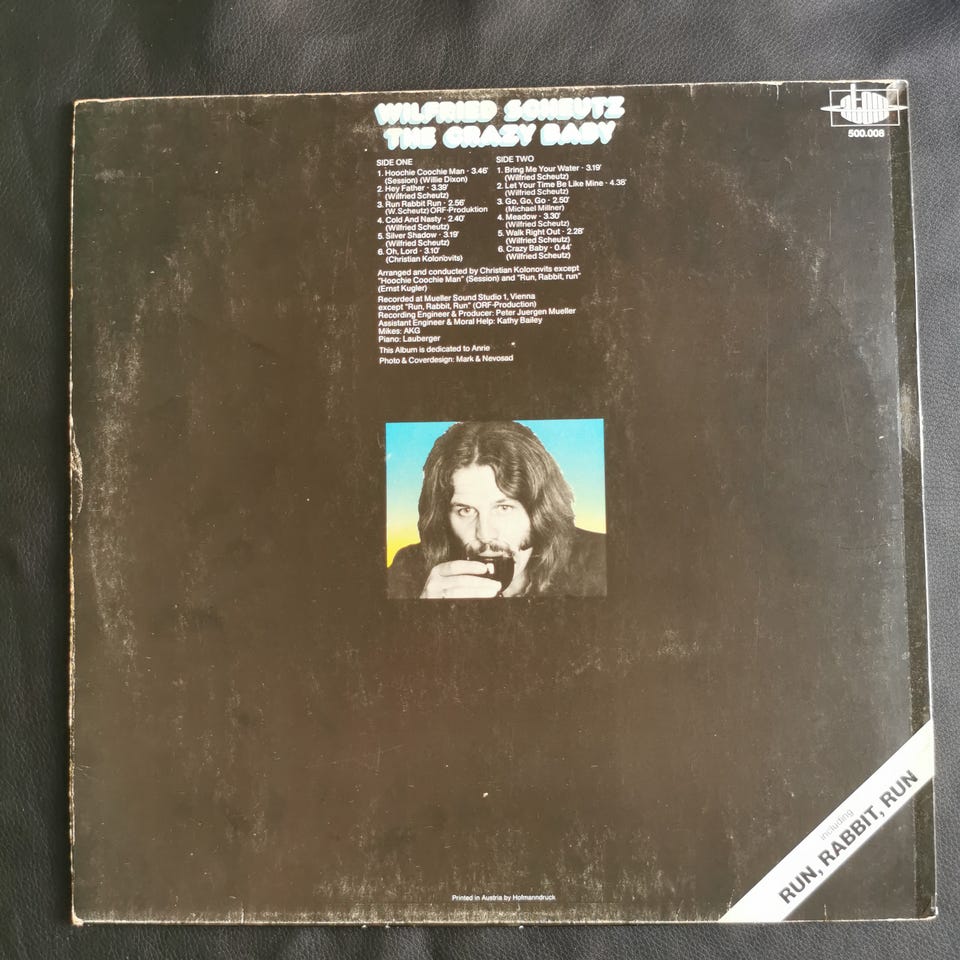 WILFRIED SCHEUTZ
THE CRAZY BABY
atom
500.008
SIDE ONE
1. Hoochie Coochie Man - 3.46'
(Session) (Willie Dixon)
2. Hey Father - 3.39'
(Wilfried Scheutz)
3. Run Rabbit Run - 2.56'
(W.Scheutz) ORF-Produktion
4. Cold And Nasty - 2.40'
(Wilfried Scheutz)
5. Silver Shadow - 3.19'
(Wilfried Scheutz)
6. Oh, Lord - 3.10'
(Christian Kolonovits)
SIDE TWO
1. Bring Me Your Water - 3.19'
(Wilfried Scheutz)
2. Let Your Time Be Like Mine - 4.38'
(Wilfried Scheutz)
3. Go, Go, Go - 2.50'
(Michael Millner)
4. Meadow - 3.30'
(Wilfried Scheutz)
5. Walk Right Out - 2.28'
(Wilfried Scheutz)
6. Crazy Baby - 0.44'
(Wilfried Scheutz)
Arranged and conducted by Christian Kolonovits except
"Hoochie Coochie Man" (Session) and "Run, Rabbit, run"
(Ernst Kugler)
Recorded at Mueller Sound Studio 1, Vienna
except "Run, Rabbit, Run" (ORF-Production)
Recording Engineer & Producer: Peter Juergen Mueller
Assistant Engineer & Moral Help: Kathy Bailey
Mikes: AKG
Piano: Lauberger
This Album is dedicated to Anrie
Photo & Coverdesign: Mark & Nevosad
including
RUN, RABBIT, RUN
Printed in Austria by Hofmanndruck